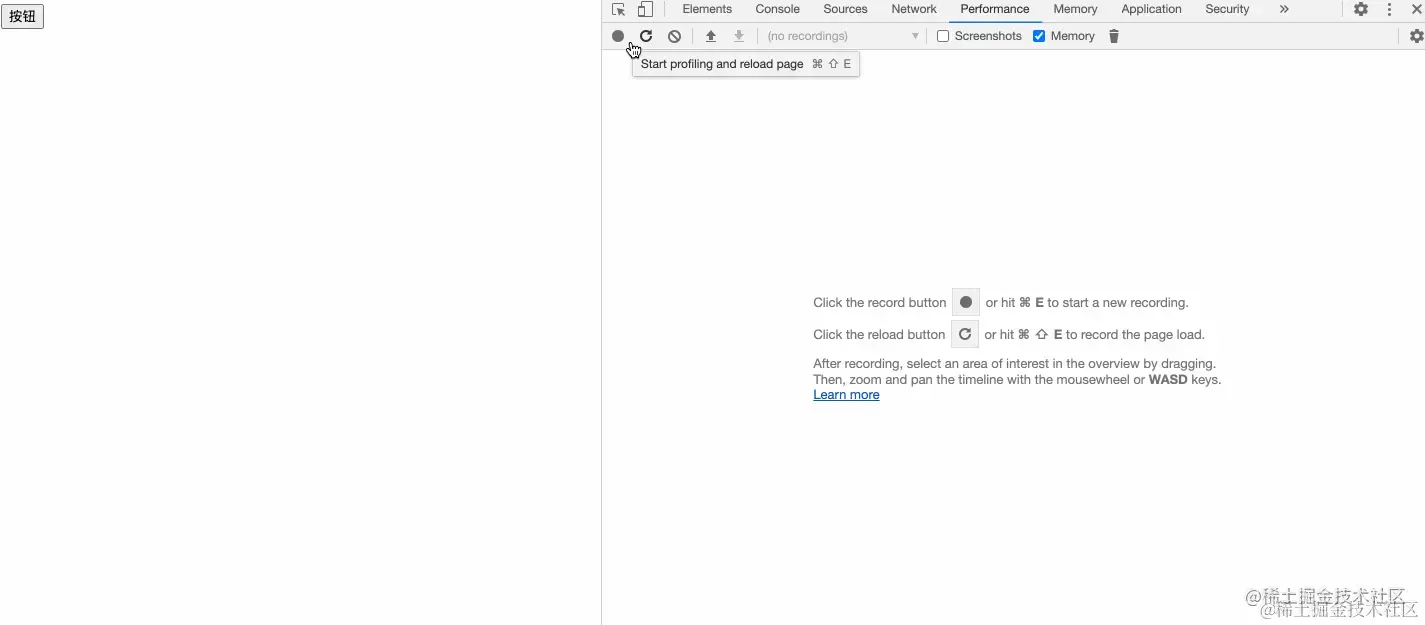 按钮
Elements Console Sources Network Performance Memory Application Security »
(no recordings) Screenshots Memory
Start profiling and reload page ⌘ ⇧ E
Click the record button or hit ⌘ E to start a new recording.
Click the reload button or hit ⌘ ⇧ E to record the page load.
After recording, select an area of interest in the overview by dragging.
Then, zoom and pan the timeline with the mousewheel or WASD keys.
Learn more
@稀土掘金技术社区
@稀土掘金技术社区